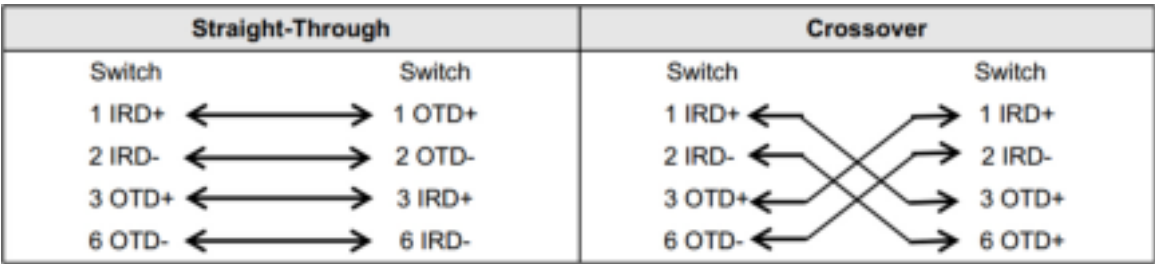 Straight-Through Crossover
Switch Switch Switch Switch
1 IRD+ 1 OTD+ 1 IRD+ 1 IRD+
2 IRD- 2 OTD- 2 IRD- 2 IRD-
3 OTD+ 3 IRD+ 3 OTD+ 3 OTD+
6 OTD- 6 IRD- 6 OTD- 6 OTD+